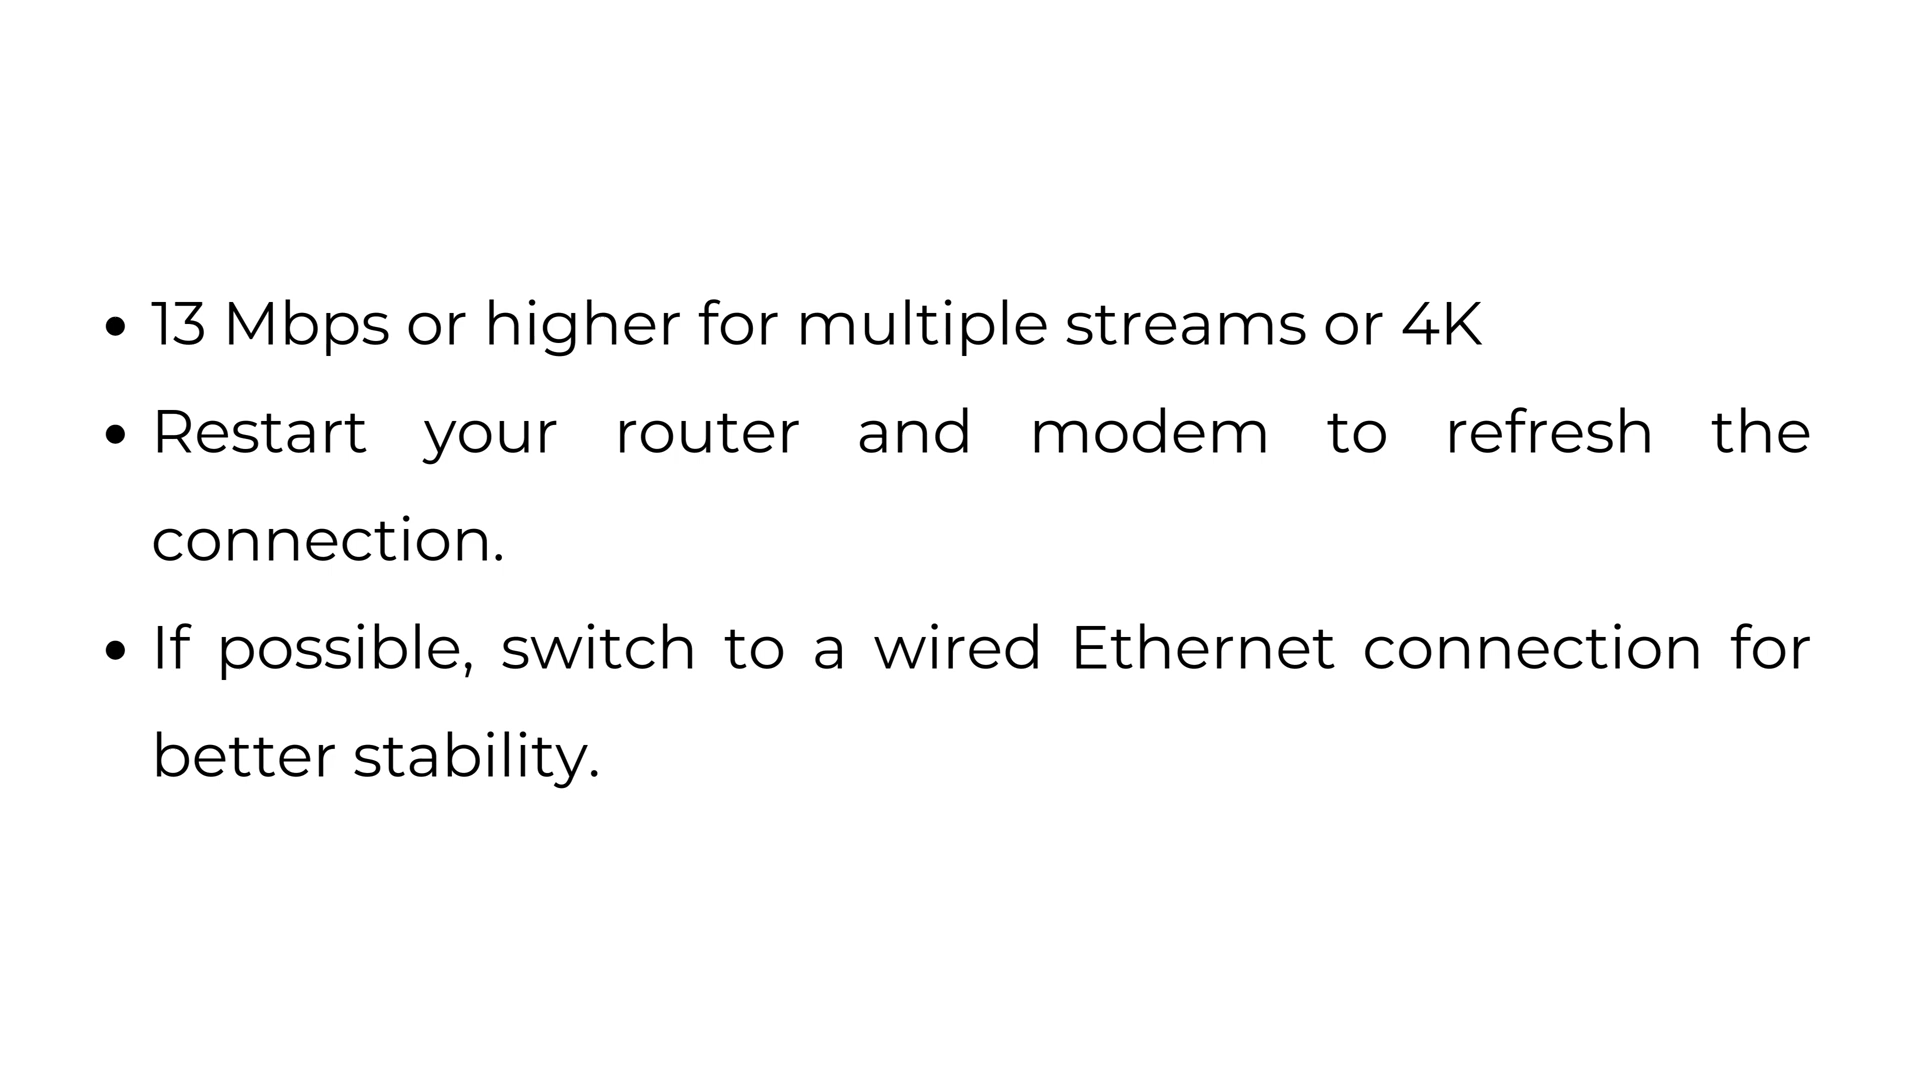 • 13 Mbps or higher for multiple streams or 4K
• Restart your router and modem to refresh the
connection.
• If possible, switch to a wired Ethernet connection for
better stability.